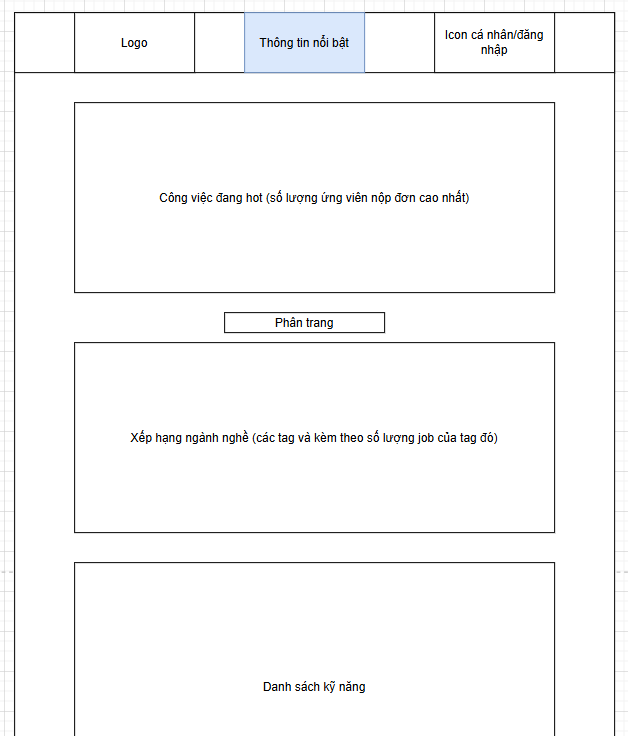 Logo
Thông tin nổi bật
Icon cá nhân/đăng
nhập
Công việc đang hot (số lượng ứng viên nộp đơn cao nhất)
Phân trang
Xếp hạng ngành nghề (các tag và kèm theo số lượng job của tag đó)
Danh sách kỹ năng